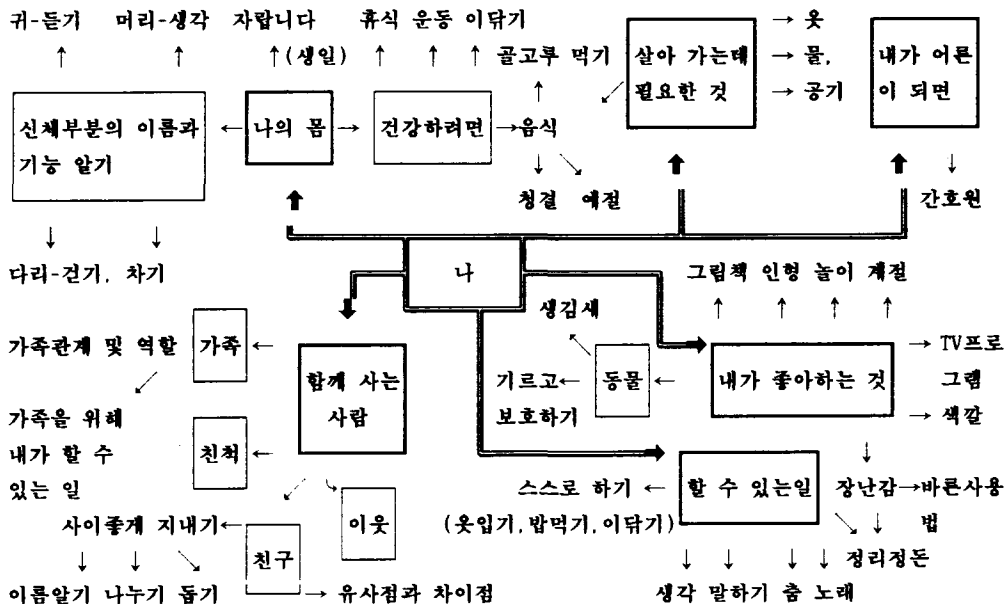 귀-듣기 머리-생각 자랍니다 휴식 운동 이닦기
(생일) 골고루 먹기
살아 가는데
필요한 것
→ 옷
→ 물,
→ 공기
내가 어른
이 되면
신체부분의 이름과
기능 알기
← 나의 몸 → 건강하려면 → 음식
청결 예절
간호원
다리-걷기, 차기
나
그림책 인형 놀이 계절
생김새
가족관계 및 역할 가족 ←
함께 사는
사람
기르고 ← 동물 ← 내가 좋아하는 것
보호하기
→ TV프로
그램
→ 색깔
가족을 위해
내가 할 수
있는 일
친척 ←
스스로 하기 ← 할 수 있는일
(옷입기,밥먹기,이닦기)
장난감→바른사용
법
정리정돈
사이좋게 지내기←
친구
이웃
이름알기 나누기 돕기
→ 유사점과 차이점
생각 말하기 춤 노래